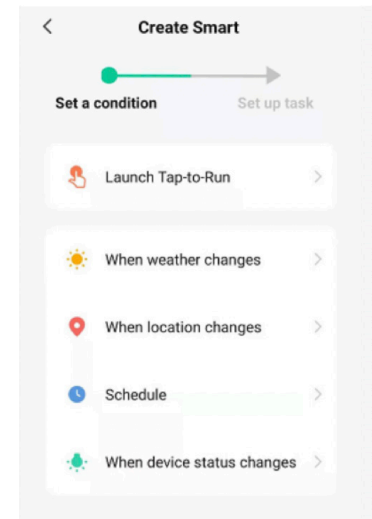 Create Smart
Set a condition
Set up task
Launch Tap-to-Run
When weather changes
When location changes
Schedule
When device status changes